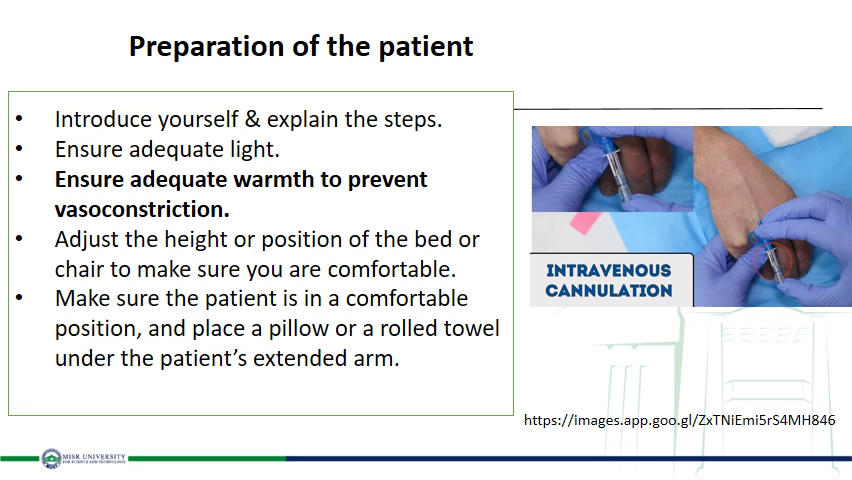 Preparation of the patient
• Introduce yourself & explain the steps.
• Ensure adequate light.
• Ensure adequate warmth to prevent
vasoconstriction.
• Adjust the height or position of the bed or
chair to make sure you are comfortable.
• Make sure the patient is in a comfortable
position, and place a pillow or a rolled towel
under the patient’s extended arm.
INTRAVENOUS
CANNULATION
https://images.app.goo.gl/ZxTNiEmi5rS4MH846
MISR UNIVERSITY
FOR SCIENCE AND TECHNOLOGY